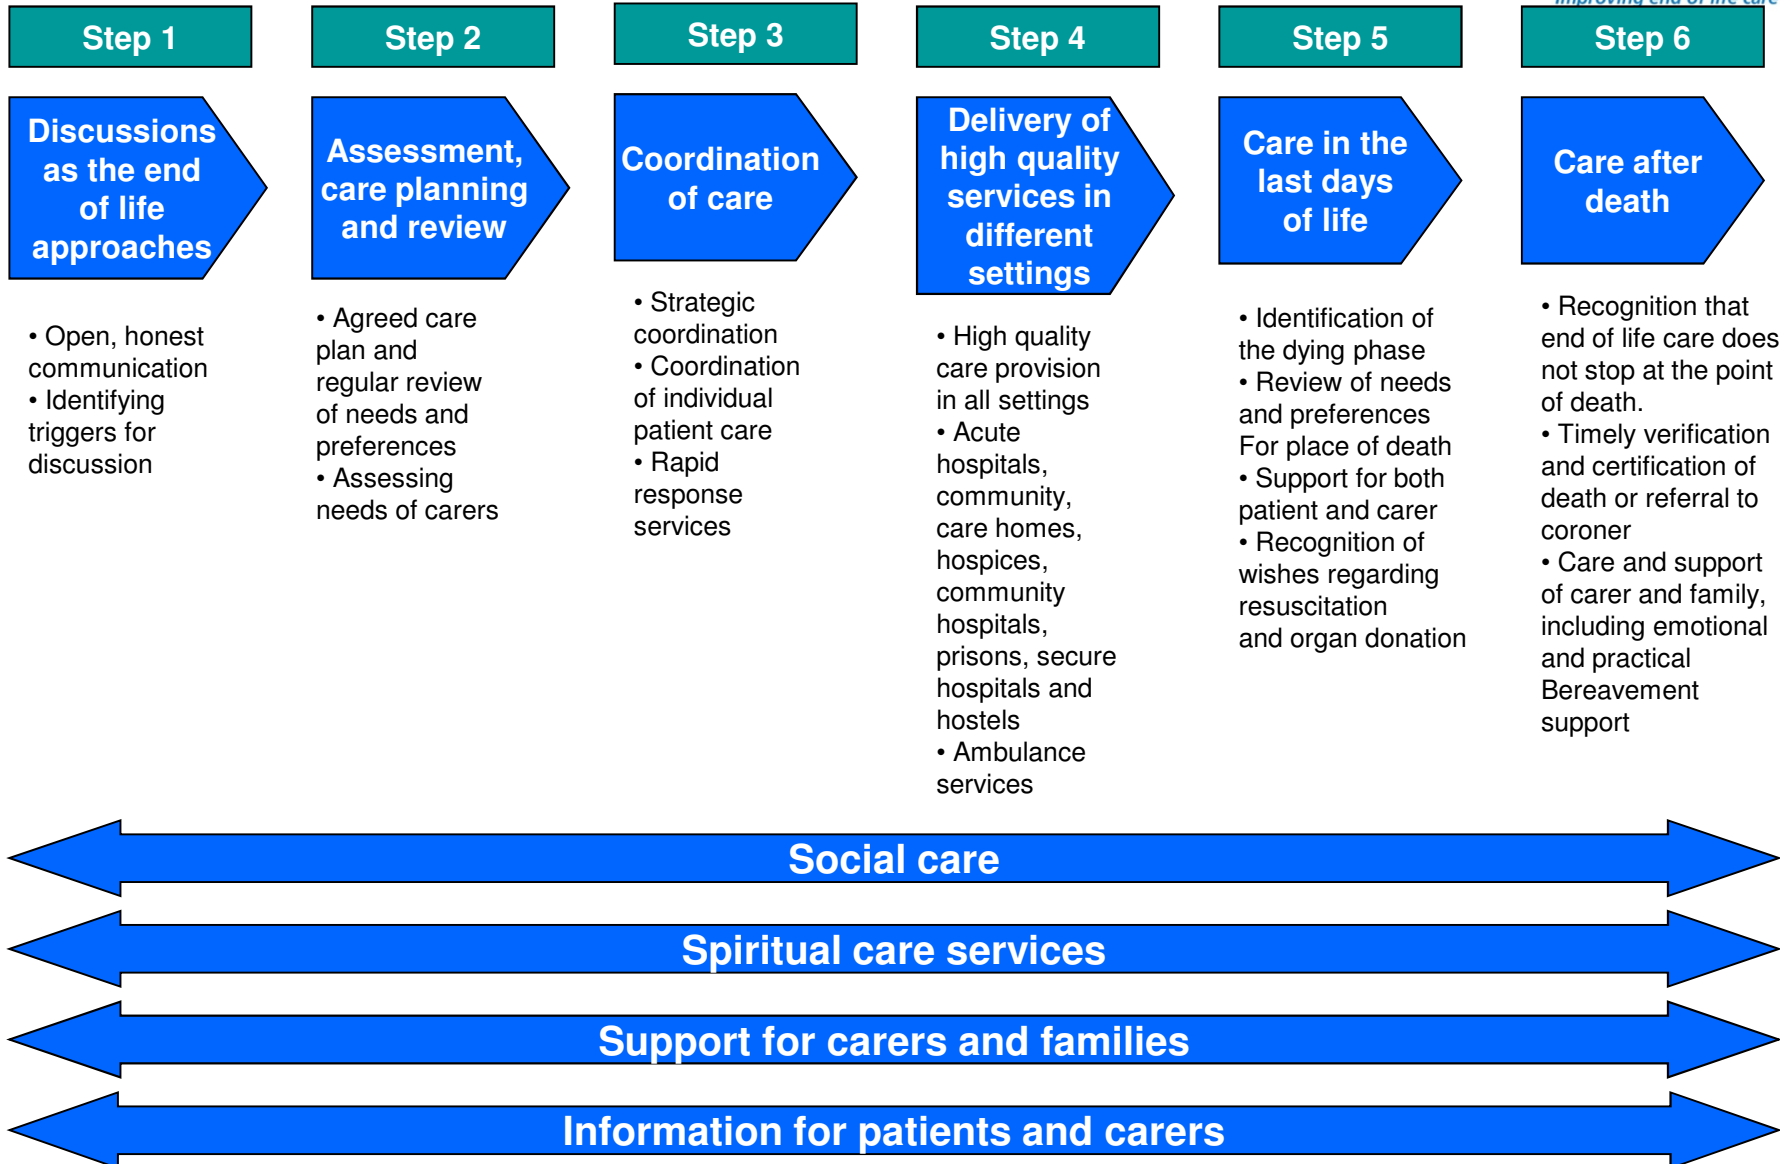 Improving end of life care
Step 1
Step 2
Step 3
Step 4
Step 5
Step 6
Discussions
as the end
of life
approaches
Assessment,
care planning
and review
Coordination
of care
Delivery of
high quality
services in
different
settings
Care in the
last days
of life
Care after
death
• Open, honest
communication
• Identifying
triggers for
discussion
• Agreed care
plan and
regular review
of needs and
preferences
• Assessing
needs of carers
• Strategic
coordination
• Coordination
of individual
patient care
• Rapid
response
services
• High quality
care provision
in all settings
• Acute
hospitals,
community,
care homes,
hospices,
community
hospitals,
prisons, secure
hospitals and
hostels
• Ambulance
services
• Identification of
the dying phase
• Review of needs
and preferences
For place of death
• Support for both
patient and carer
• Recognition of
wishes regarding
resuscitation
and organ donation
• Recognition that
end of life care does
not stop at the point
of death.
• Timely verification
and certification of
death or referral to
coroner
• Care and support
of carer and family,
including emotional
and practical
Bereavement
support
Social care
Spiritual care services
Support for carers and families
Information for patients and carers